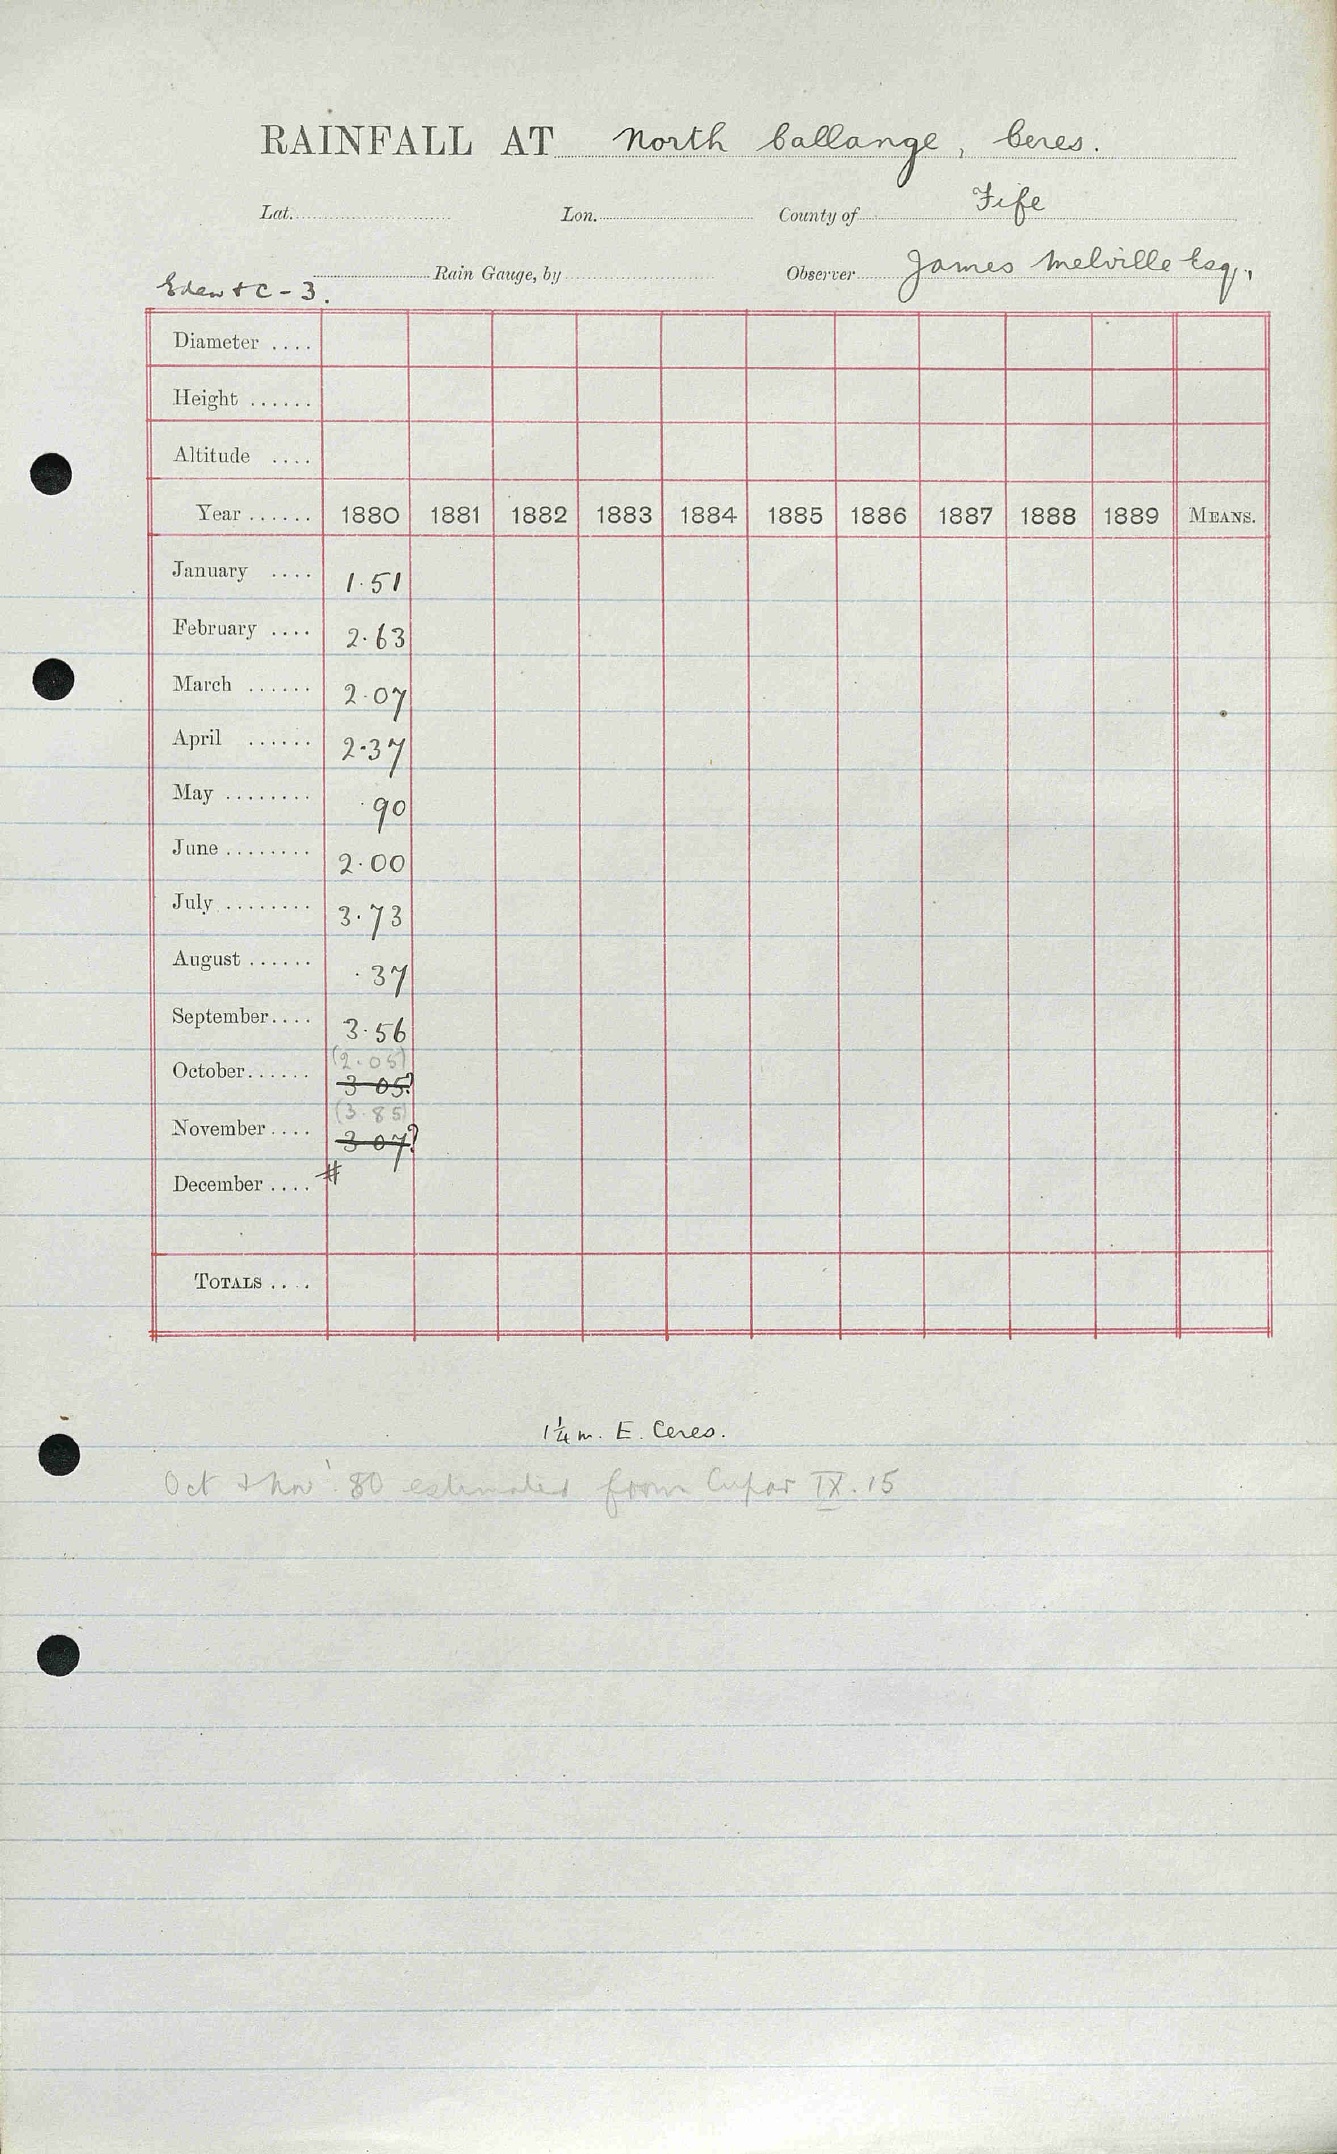 RAINFALL AT North Callange, Ceres.
Lat. Lon. County of Fife
Rain Gauge, by Observer James Melville Esq.,
Eden & C - 3.
Diameter ....
Height ......
Altitude ....
Year ...... 1880 1881 1882 1883 1884 1885 1886 1887 1888 1889 MEANS.
January .... 1.51
February .... 2.63
March ...... 2.07
April ...... 2.37
May ........ .90
June ........ 2.00
July ........ 3.73
August ...... .37
September.... 3.56
(2.05)
October...... 3 05?
(3.85)
November .... 3 07?
December .... #
TOTALS ....
1¼ m. E. Ceres.
Oct & Nov '80 estimated from Cupar IX.15